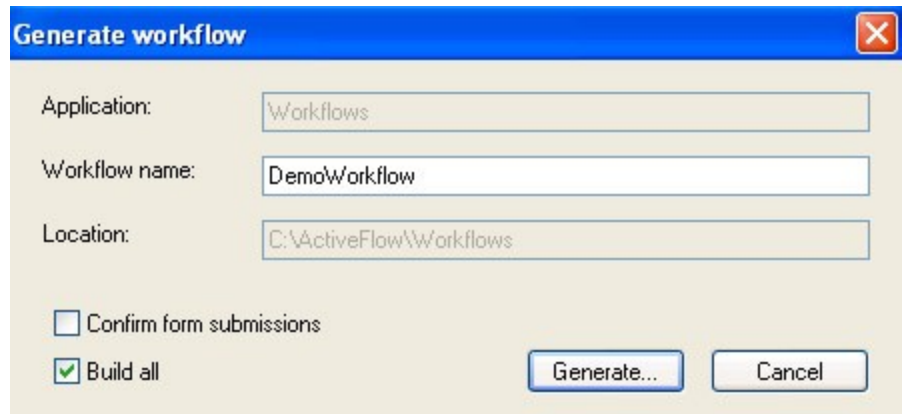 Generate workflow
Application:
Workflows
Workflow name:
DemoWorkflow
Location:
C:\ActiveFlow\Workflows
Confirm form submissions
Build all
Generate...
Cancel